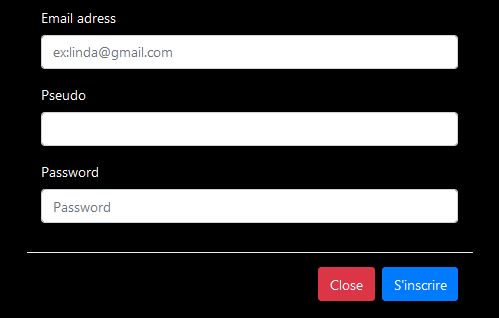 Email adress
ex:linda@gmail.com
Pseudo
Password
Password
Close S'inscrire